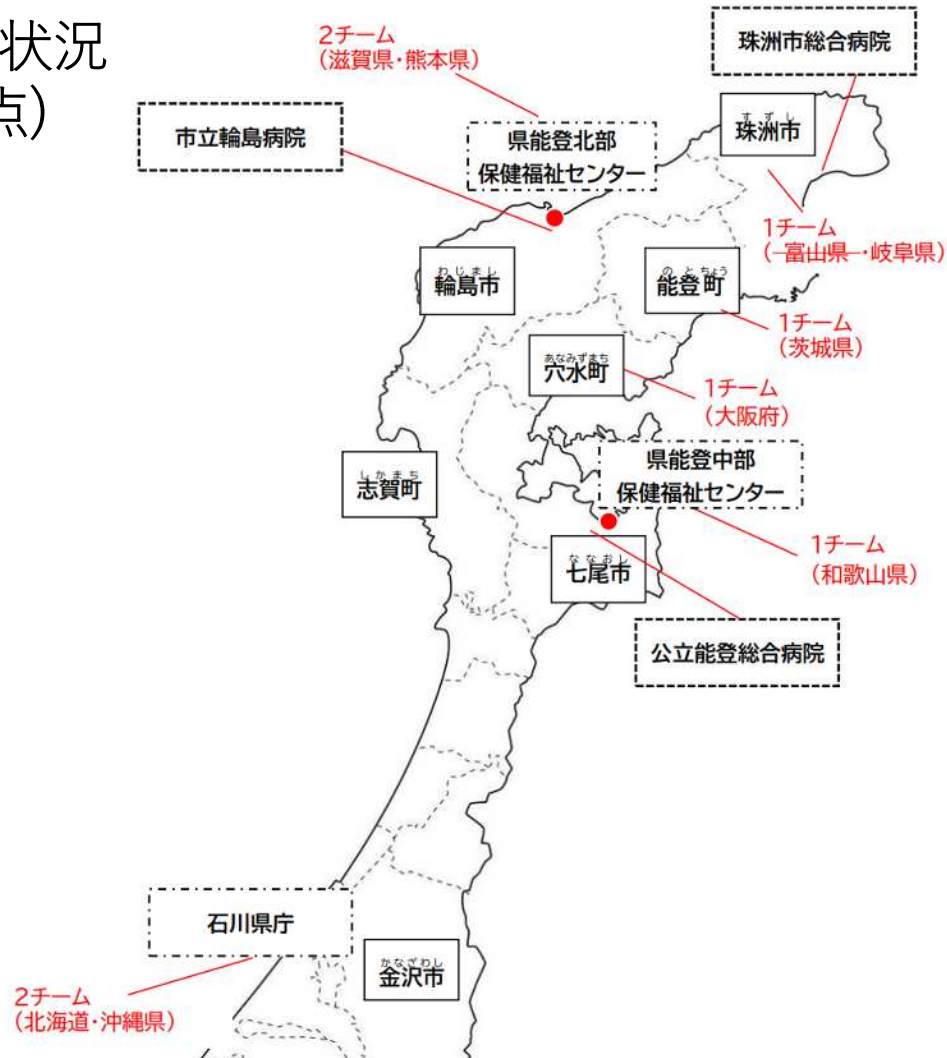 状況
点）
2チーム
（滋賀県・熊本県）
珠洲市総合病院
市立輪島病院
県能登北部
保健福祉センター
すずし
珠洲市
1チーム
（富山県・岐阜県）
わじまし
輪島市
のとちょう
能登町
1チーム
（茨城県）
あなみずまち
穴水町
1チーム
（大阪府）
県能登中部
保健福祉センター
しかまち
志賀町
1チーム
（和歌山県）
ななおし
七尾市
公立能登総合病院
石川県庁
かなざわし
金沢市
2チーム
（北海道・沖縄県）